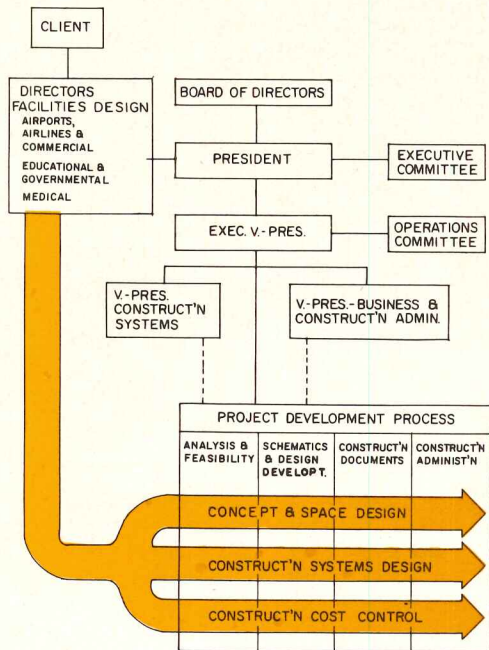 CLIENT
DIRECTORS
FACILITIES DESIGN
AIRPORTS,
AIRLINES &
COMMERCIAL
EDUCATIONAL &
GOVERNMENTAL
MEDICAL
BOARD OF DIRECTORS
PRESIDENT
EXECUTIVE
COMMITTEE
EXEC. V.-PRES.
OPERATIONS
COMMITTEE
V.-PRES.
CONSTRUCT'N
SYSTEMS
V.-PRES.-BUSINESS &
CONSTRUCT'N ADMIN.
PROJECT DEVELOPMENT PROCESS
ANALYSIS &
FEASIBILITY
SCHEMATICS
& DESIGN
DEVELOPT.
CONSTRUCT'N
DOCUMENTS
CONSTRUCT'N
ADMINIST'N
CONCEPT & SPACE DESIGN
CONSTRUCT'N SYSTEMS DESIGN
CONSTRUCT'N COST CONTROL